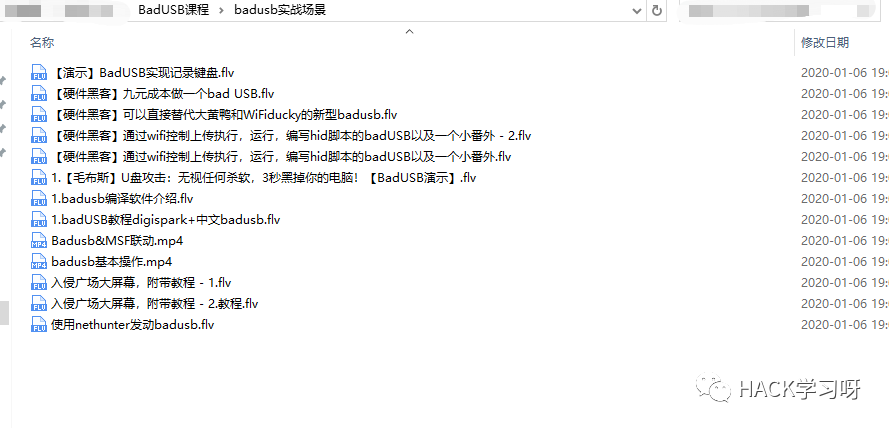 BadUSB课程 › badusb实战场景
名称 修改日期
【演示】BadUSB实现记录键盘.flv 2020-01-06 19:
【硬件黑客】九元成本做一个bad USB.flv 2020-01-06 19:
【硬件黑客】可以直接替代大黄鸭和WiFiducky的新型badusb.flv 2020-01-06 19:
【硬件黑客】通过wifi控制上传执行，运行，编写hid脚本的badUSB以及一个小番外 - 2.flv 2020-01-06 19:
【硬件黑客】通过wifi控制上传执行，运行，编写hid脚本的badUSB以及一个小番外.flv 2020-01-06 19:
1.【毛布斯】U盘攻击：无视任何杀软，3秒黑掉你的电脑！【BadUSB演示】.flv 2020-01-06 19:
1.badusb编译软件介绍.flv 2020-01-06 19:
1.badUSB教程digispark+中文badusb.flv 2020-01-06 19:
Badusb&MSF联动.mp4 2020-01-06 19:
badusb基本操作.mp4 2020-01-06 19:
入侵广场大屏幕，附带教程 - 1.flv 2020-01-06 19:
入侵广场大屏幕，附带教程 - 2.教程.flv 2020-01-06 19:
使用nethunter发动badusb.flv 2020-01-06 19:
HACK学习呀